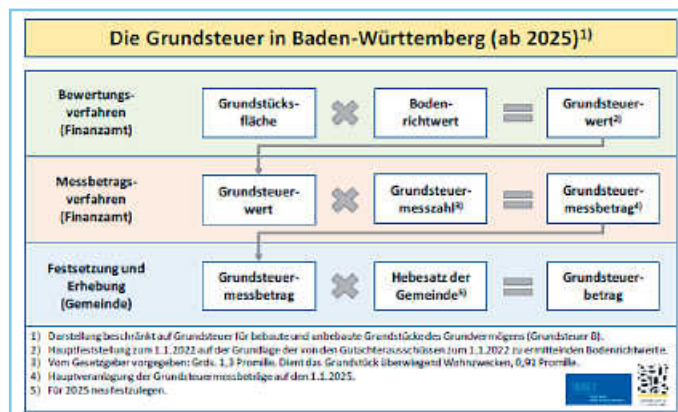 Die Grundsteuer in Baden-Württemberg (ab 2025)1)
Bewertungs-
verfahren
(Finanzamt)
Grundstücks-
fläche
Boden-
richtwert
Grundsteuer-
wert2)
Messbetrags-
verfahren
(Finanzamt)
Grundsteuer-
wert
Grundsteuer-
messzahl3)
Grundsteuer-
messbetrag4)
Festsetzung und
Erhebung
(Gemeinde)
Grundsteuer-
messbetrag
Hebesatz der
Gemeinde5)
Grundsteuer-
betrag
1) Darstellung beschränkt auf Grundsteuer für bebaute und unbebaute Grundstücke des Grundvermögens (Grundsteuer B).
2) Hauptfeststellung zum 1.1.2022 auf der Grundlage der von den Gutachterausschüssen zum 1.1.2022 zu ermittelnden Bodenrichtwerte.
3) Vom Gesetzgeber vorgegeben: Grds. 1,3 Promille. Dient das Grundstück überwiegend Wohnzwecken, 0,91 Promille.
4) Hauptveranlagung der Grundsteuermessbeträge auf den 1.1.2025.
5) Für 2025 neu festzulegen.